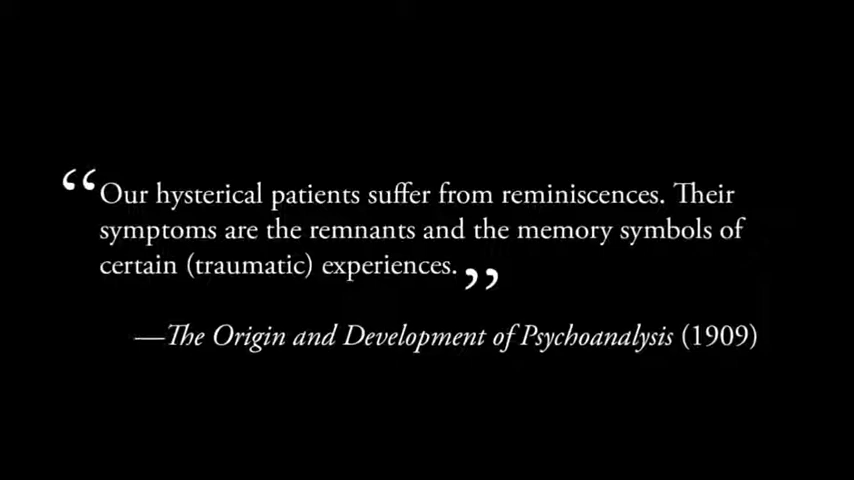 “Our hysterical patients suffer from reminiscences. Their
symptoms are the remnants and the memory symbols of
certain (traumatic) experiences.”
—The Origin and Development of Psychoanalysis (1909)